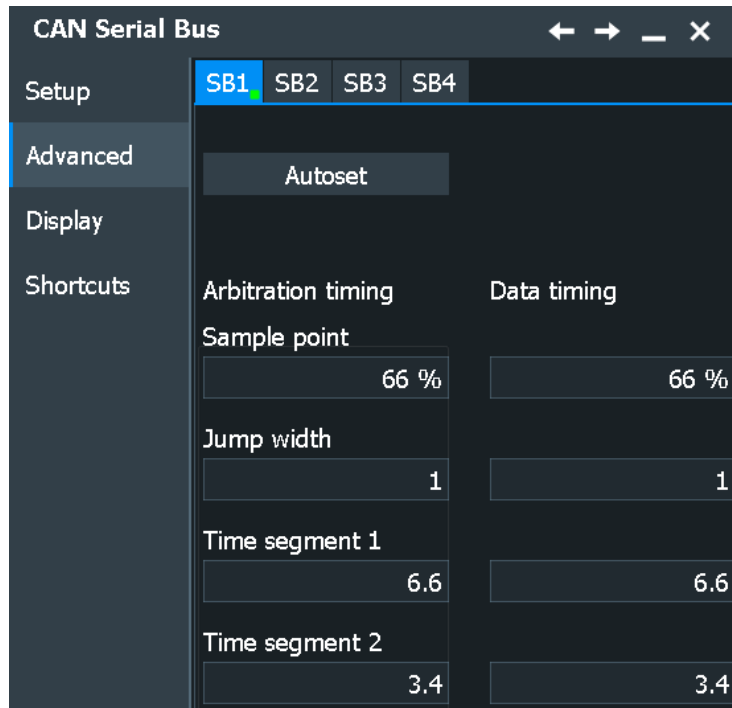 CAN Serial Bus
Setup
Advanced
Display
Shortcuts
SB1 SB2 SB3 SB4
Autoset
Arbitration timing Data timing
Sample point
66 % 66 %
Jump width
1 1
Time segment 1
6.6 6.6
Time segment 2
3.4 3.4